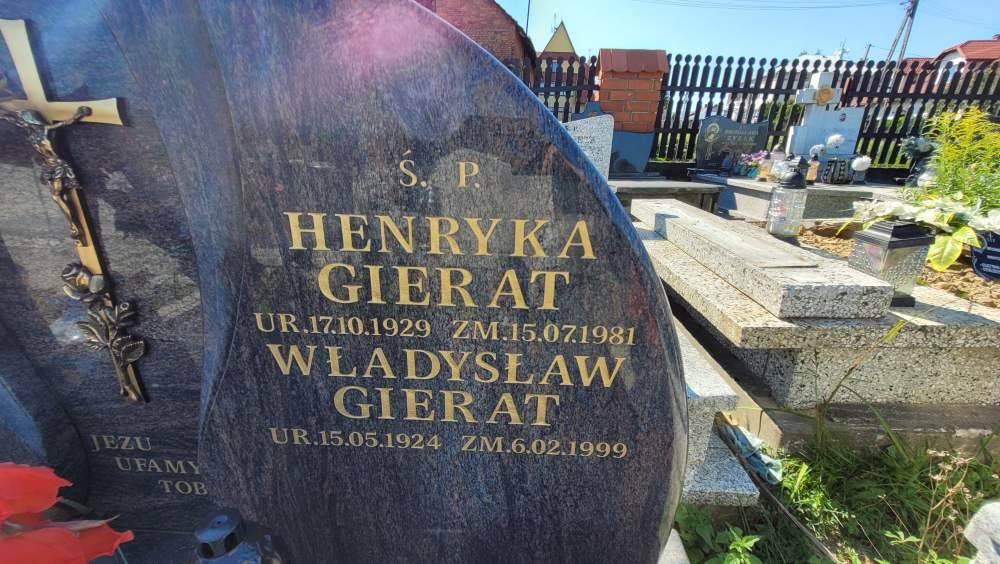 Ś. P.
HENRYKA
GIERAT
UR.17.10.1929 ZM.15.07.1981
WŁADYSŁAW
GIERAT
UR.15.05.1924 ZM.6.02.1999
JEZU
UFAMY
TOB